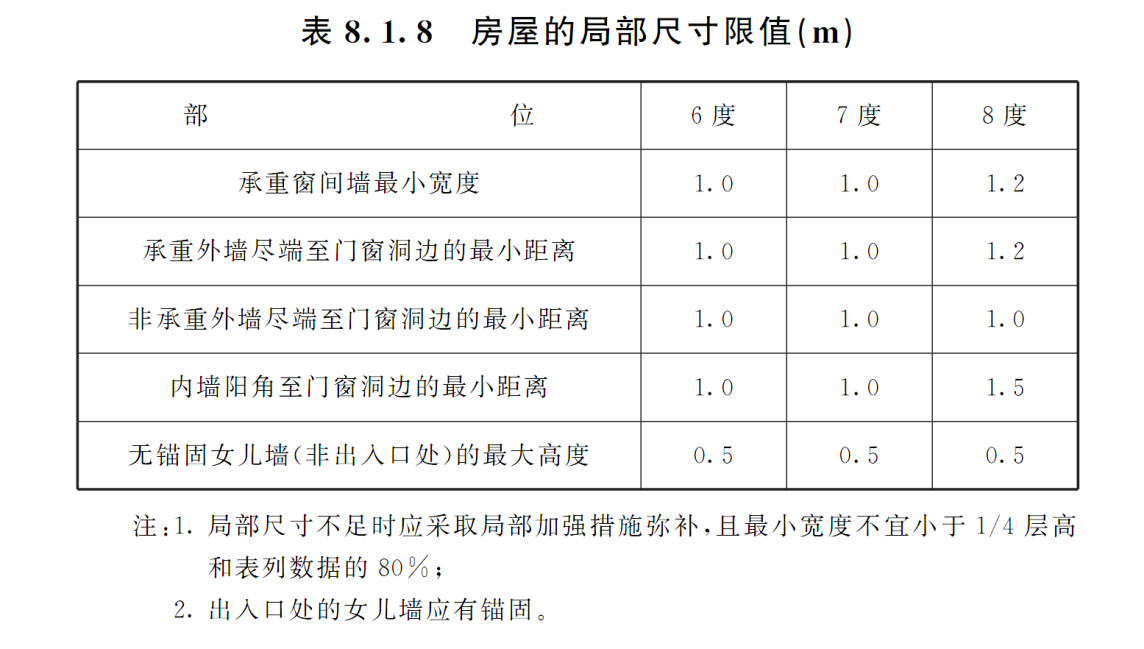 表 8.1.8 房屋的局部尺寸限值(m)
部 位 6 度 7 度 8 度
承重窗间墙最小宽度 1.0 1.0 1.2
承重外墙尽端至门窗洞边的最小距离 1.0 1.0 1.2
非承重外墙尽端至门窗洞边的最小距离 1.0 1.0 1.0
内墙阳角至门窗洞边的最小距离 1.0 1.0 1.5
无锚固女儿墙(非出入口处)的最大高度 0.5 0.5 0.5
注:1. 局部尺寸不足时应采取局部加强措施弥补,且最小宽度不宜小于 1/4 层高
和表列数据的 80%;
2. 出入口处的女儿墙应有锚固。